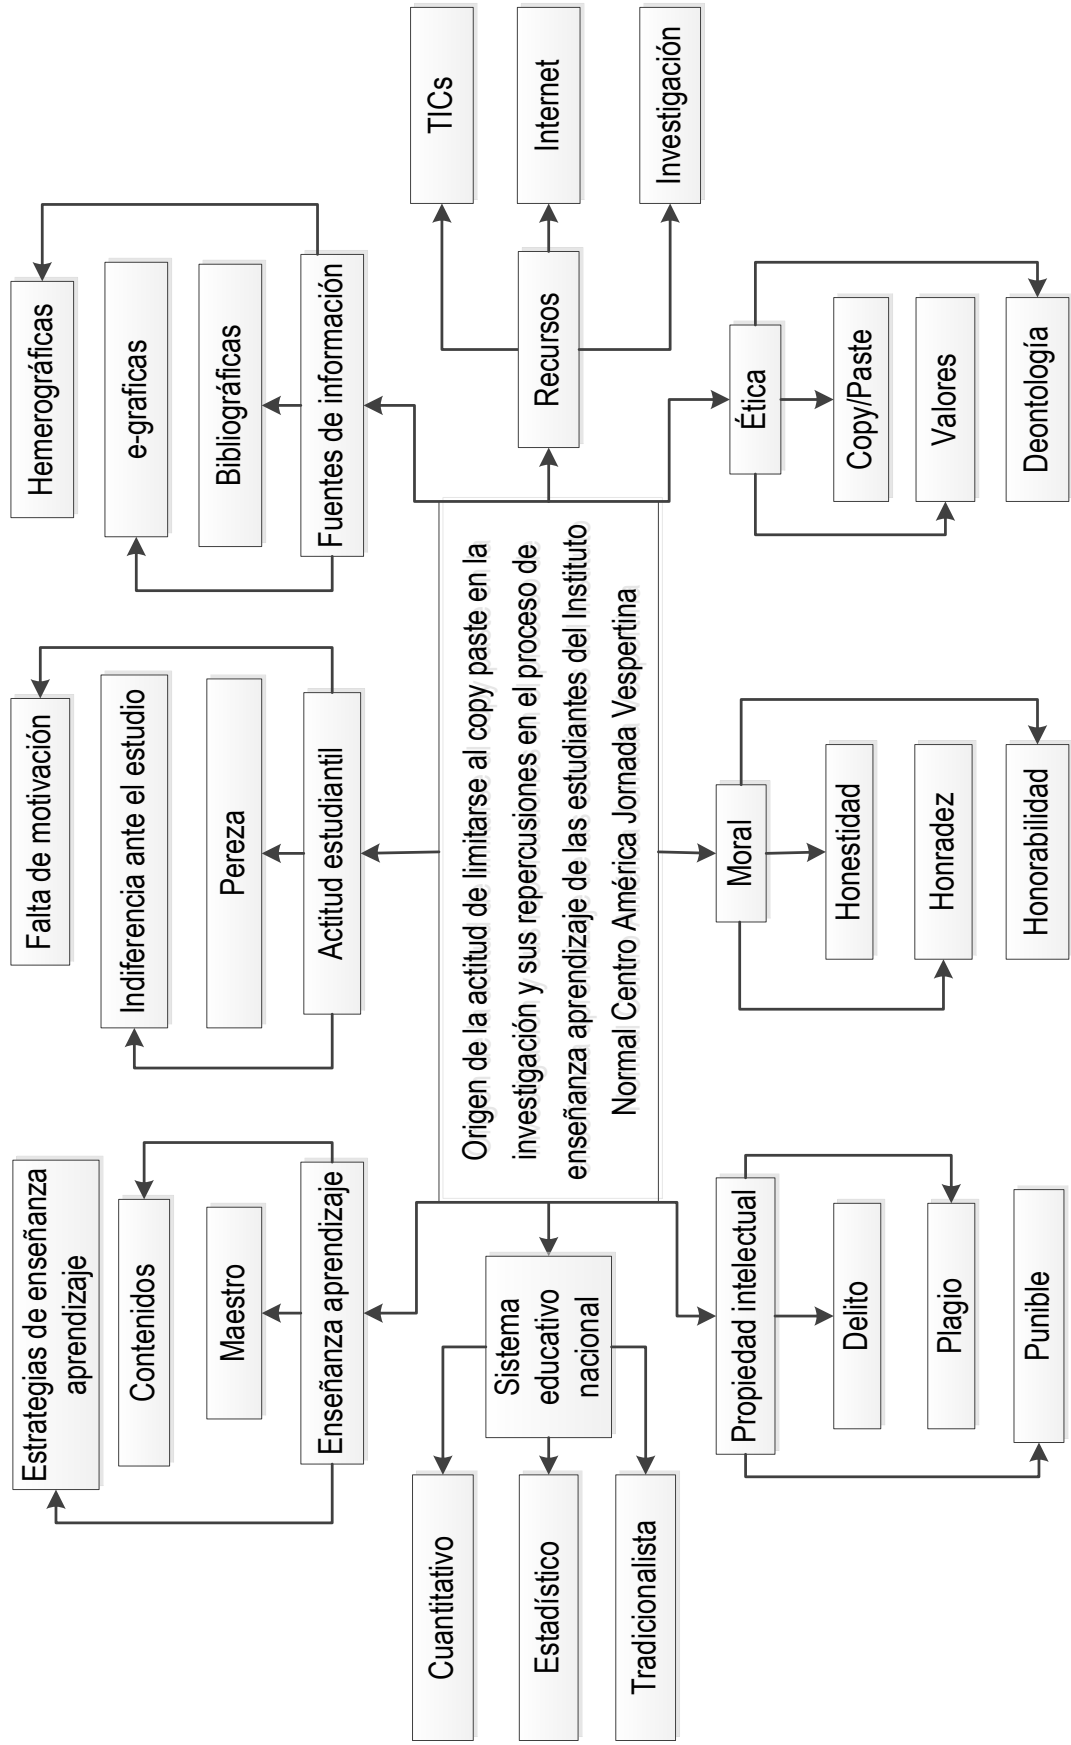 Estrategias de enseñanza
aprendizaje
Falta de motivación
Hemerográficas
Contenidos
Indiferencia ante el estudio
e-graficas
Maestro
Pereza
Bibliográficas
Enseñanza aprendizaje
Actitud estudiantil
Fuentes de información
Cuantitativo
Estadístico
Tradicionalista
Sistema
educativo
nacional
Origen de la actitud de limitarse al copy paste en la
investigación y sus repercusiones en el proceso de
enseñanza aprendizaje de las estudiantes del Instituto
Normal Centro América Jornada Vespertina
Recursos
TICs
Internet
Investigación
Propiedad intelectual
Moral
Ética
Delito
Honestidad
Copy/Paste
Plagio
Honradez
Valores
Punible
Honorabilidad
Deontología